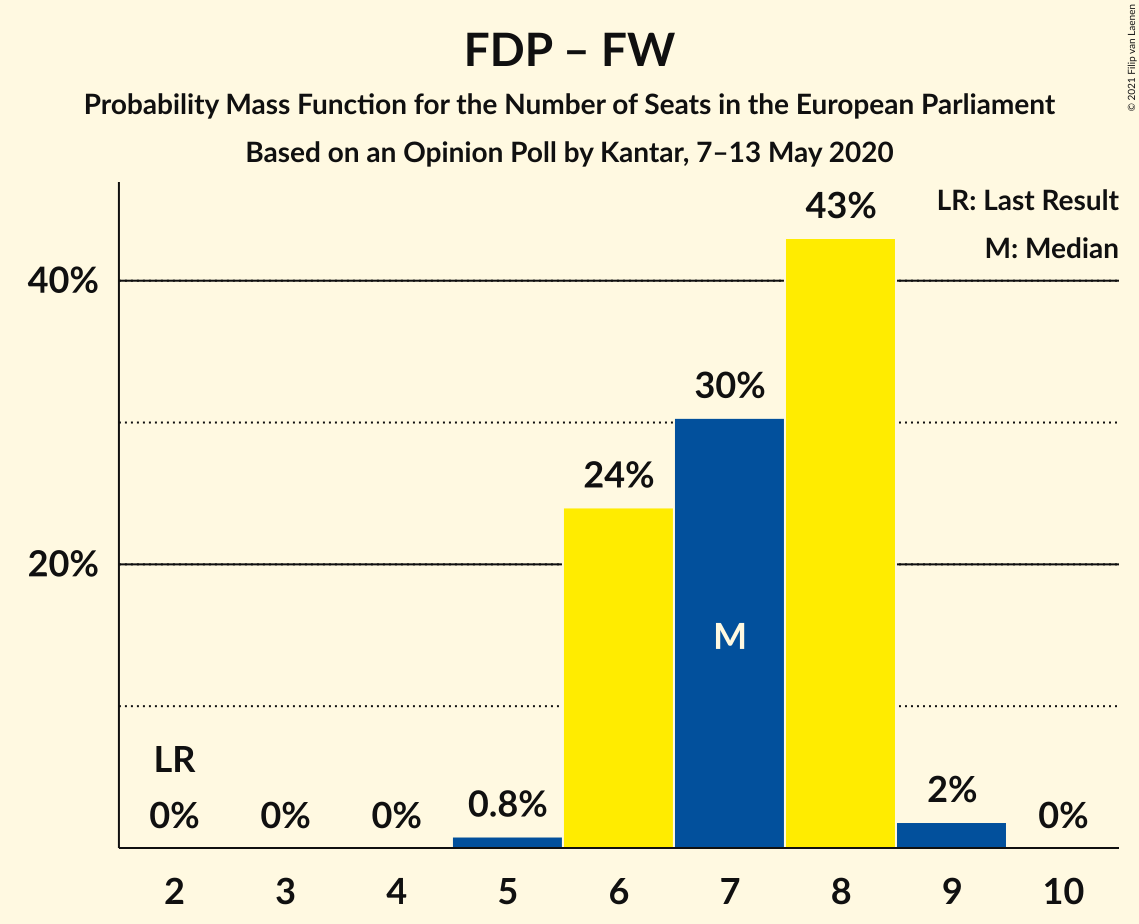 FDP – FW
Probability Mass Function for the Number of Seats in the European Parliament
Based on an Opinion Poll by Kantar, 7–13 May 2020
© 2021 Filip van Laenen
LR: Last Result
M: Median
43%
40%
30%
24%
20%
M
LR
0%
0%
0%
0.8%
2%
0%
2 3 4 5 6 7 8 9 10